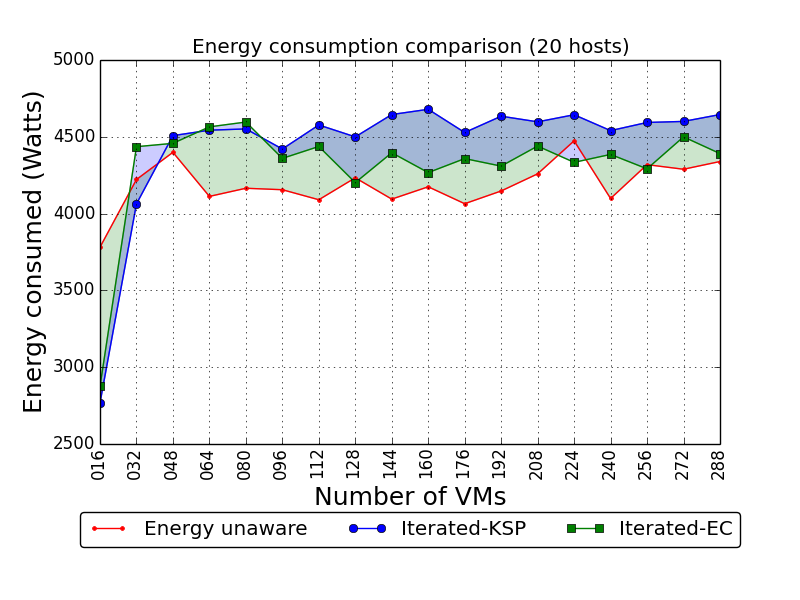 Energy consumption comparison (20 hosts)
Energy consumed (Watts)
5000
4500
4000
3500
3000
2500
016 032 048 064 080 096 112 128 144 160 176 192 208 224 240 256 272 288
Number of VMs
Energy unaware Iterated-KSP Iterated-EC